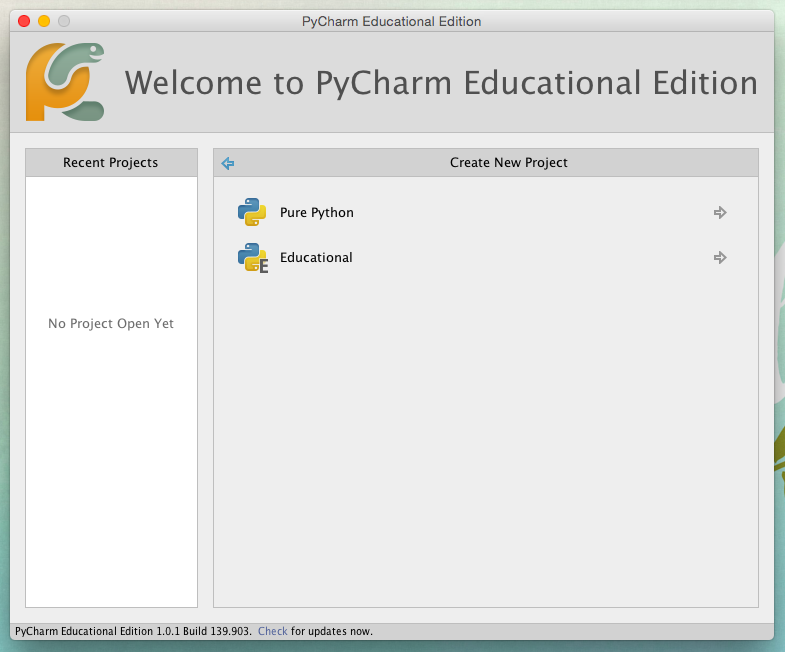 PyCharm Educational Edition
Welcome to PyCharm Educational Edition
Recent Projects
No Project Open Yet
Create New Project
Pure Python
E Educational
PyCharm Educational Edition 1.0.1 Build 139.903. Check for updates now.